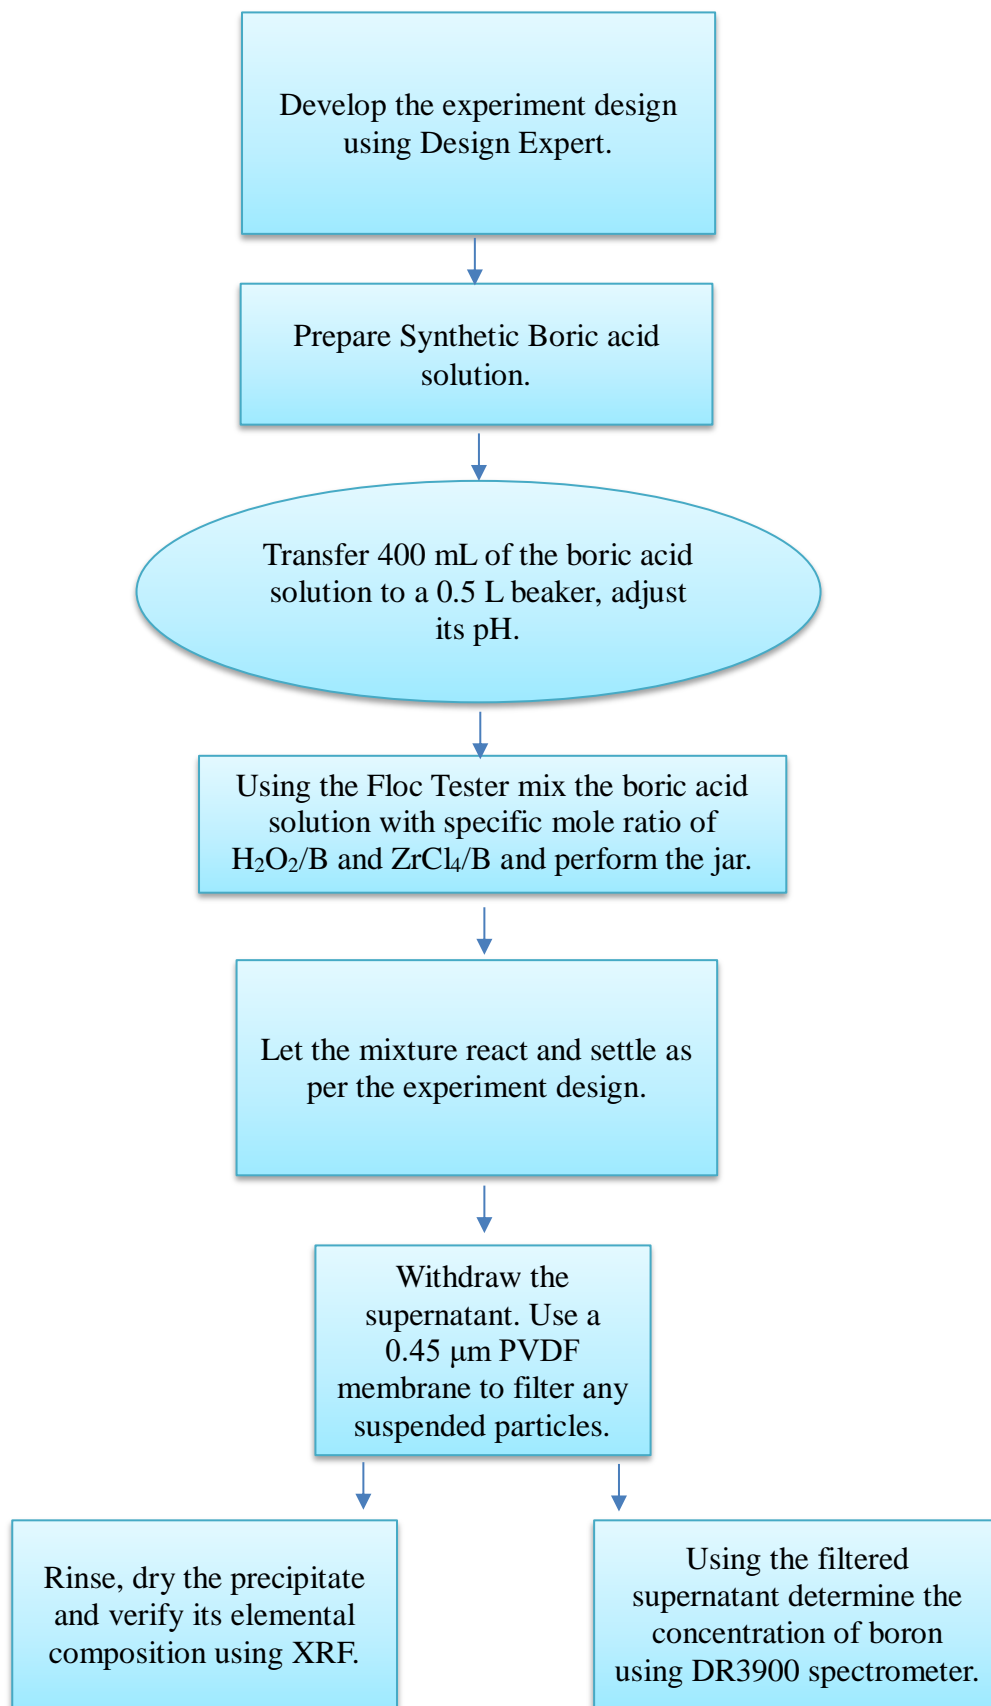 Develop the experiment design
using Design Expert.
Prepare Synthetic Boric acid
solution.
Transfer 400 mL of the boric acid
solution to a 0.5 L beaker, adjust
its pH.
Using the Floc Tester mix the boric acid
solution with specific mole ratio of
H₂O₂/B and ZrCl₄/B and perform the jar.
Let the mixture react and settle as
per the experiment design.
Withdraw the
supernatant. Use a
0.45 μm PVDF
membrane to filter any
suspended particles.
Rinse, dry the precipitate
and verify its elemental
composition using XRF.
Using the filtered
supernatant determine the
concentration of boron
using DR3900 spectrometer.